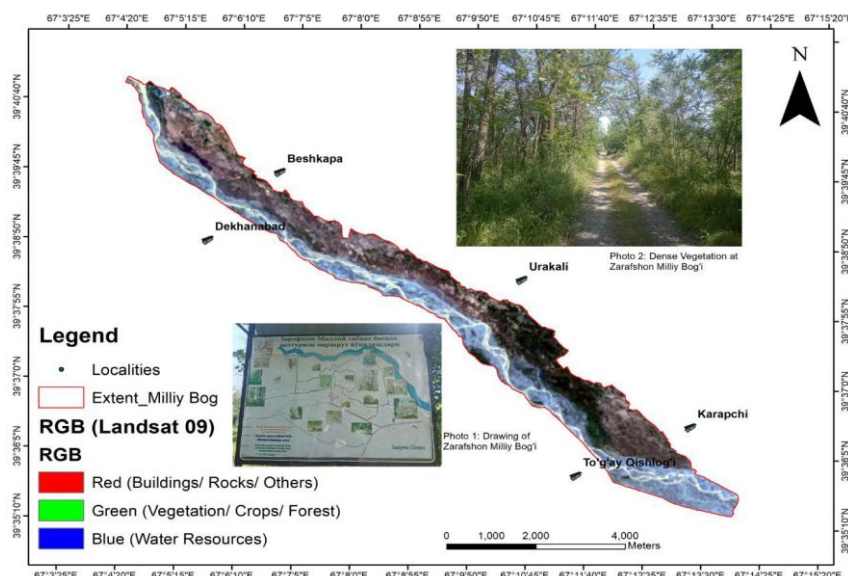 67°3'25"E 67°4'20"E 67°5'15"E 67°6'10"E 67°7'5"E 67°8'0"E 67°8'55"E 67°9'50"E 67°10'45"E 67°11'40"E 67°12'35"E 67°13'30"E 67°14'25"E 67°15'20"E
N
39°40'40"N
39°40'40"N
39°39'45"N
39°39'45"N
Beshkapa
39°38'50"N
39°38'50"N
Dekhanabad
Photo 2: Dense Vegetation at
Zarafshon Milliy Bog'i
Urakali
39°37'55"N
39°37'55"N
Legend
Localities
Extent_Milliy Bog
RGB (Landsat 09)
RGB
Red (Buildings/ Rocks/ Others)
Green (Vegetation/ Crops/ Forest)
Blue (Water Resources)
39°37'0"N
39°37'0"N
Karapchi
Photo 1: Drawing of
Zarafshon Milliy Bog'i
To'g'ay Qishlog'i
39°36'5"N
39°36'5"N
39°35'10"N
39°35'10"N
0 1,000 2,000 4,000
Meters
67°3'25"E 67°4'20"E 67°5'15"E 67°6'10"E 67°7'5"E 67°8'0"E 67°8'55"E 67°9'50"E 67°10'45"E 67°11'40"E 67°12'35"E 67°13'20"E 67°14'25"E 67°15'20"E